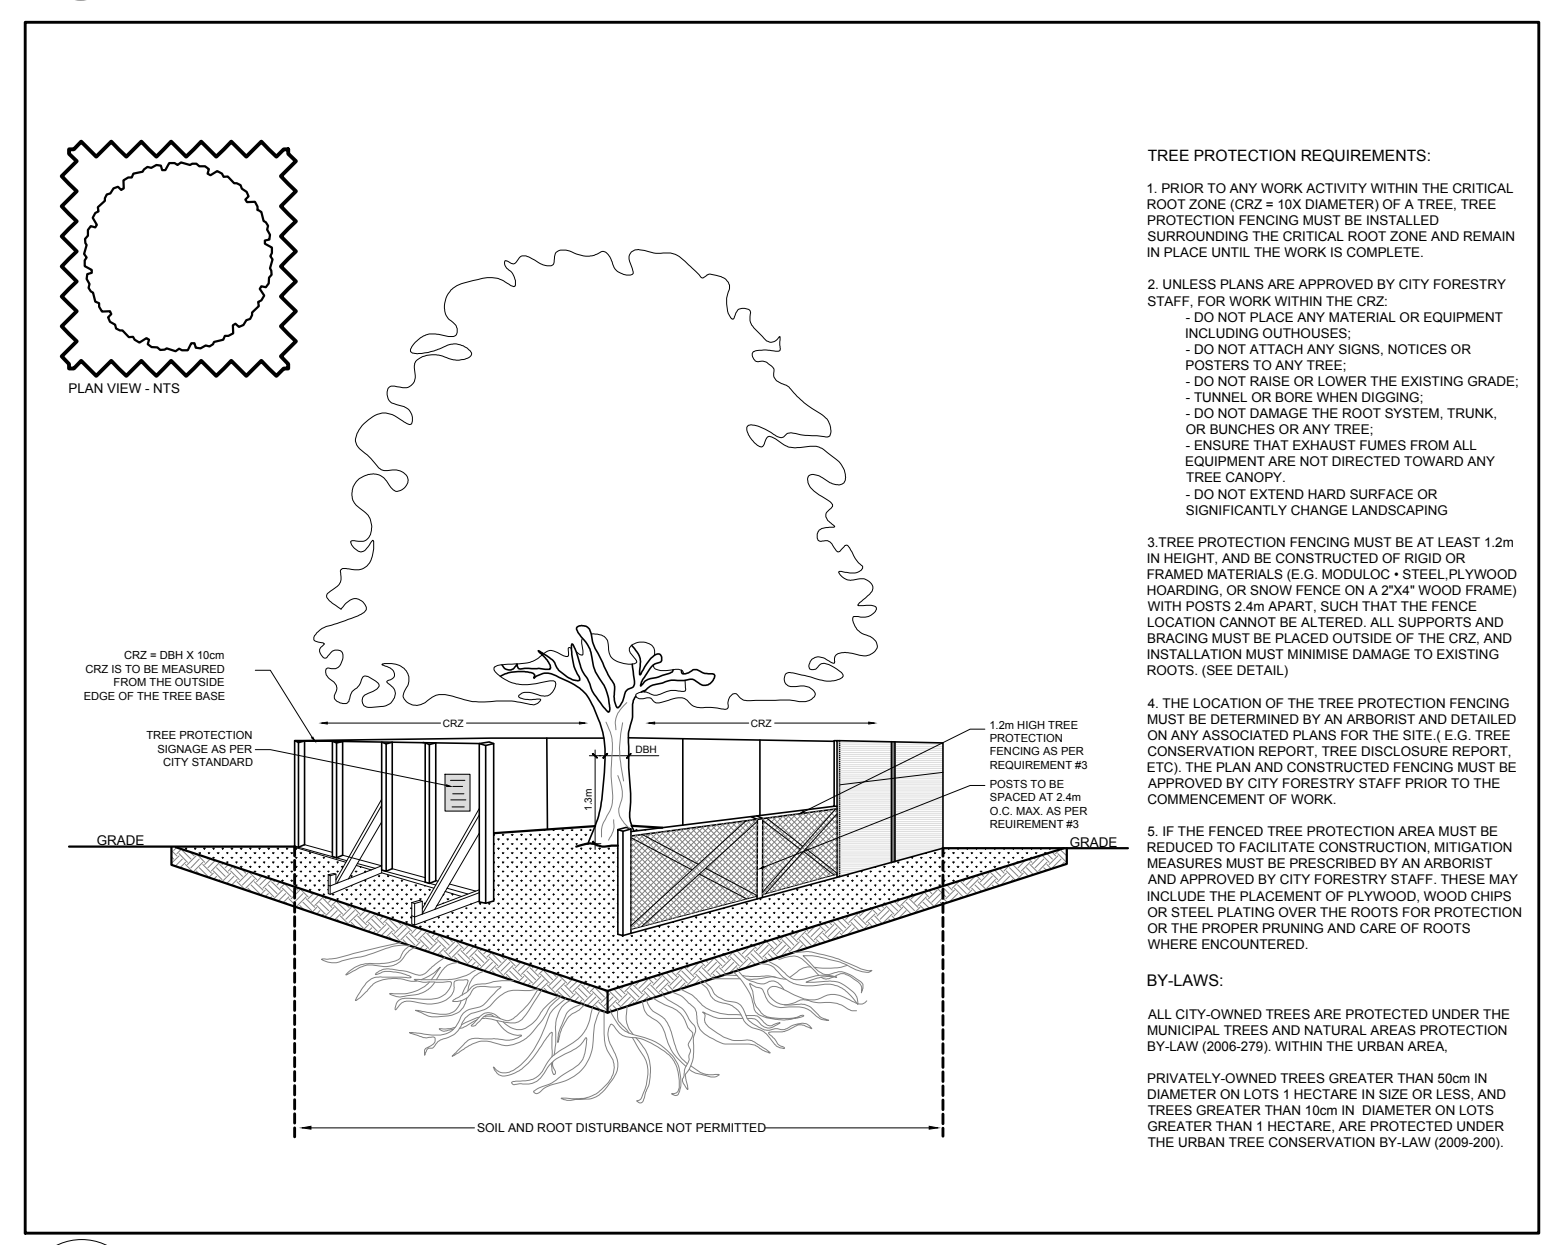 PLAN VIEW - NTS
CRZ = DBH X 10cm
CRZ IS TO BE MEASURED
FROM THE OUTSIDE
EDGE OF THE TREE BASE
TREE PROTECTION
SIGNAGE AS PER
CITY STANDARD
GRADE
CRZ
CRZ
DBH
1.3m
1.2m HIGH TREE
PROTECTION
FENCING AS PER
REQUIREMENT #3
POSTS TO BE
SPACED AT 2.4m
O.C. MAX. AS PER
REUIREMENT #3
GRADE
SOIL AND ROOT DISTURBANCE NOT PERMITTED
TREE PROTECTION REQUIREMENTS:
1. PRIOR TO ANY WORK ACTIVITY WITHIN THE CRITICAL
ROOT ZONE (CRZ = 10X DIAMETER) OF A TREE, TREE
PROTECTION FENCING MUST BE INSTALLED
SURROUNDING THE CRITICAL ROOT ZONE AND REMAIN
IN PLACE UNTIL THE WORK IS COMPLETE.
2. UNLESS PLANS ARE APPROVED BY CITY FORESTRY
STAFF, FOR WORK WITHIN THE CRZ:
- DO NOT PLACE ANY MATERIAL OR EQUIPMENT
INCLUDING OUTHOUSES;
- DO NOT ATTACH ANY SIGNS, NOTICES OR
POSTERS TO ANY TREE;
- DO NOT RAISE OR LOWER THE EXISTING GRADE;
- TUNNEL OR BORE WHEN DIGGING;
- DO NOT DAMAGE THE ROOT SYSTEM, TRUNK,
OR BUNCHES OR ANY TREE;
- ENSURE THAT EXHAUST FUMES FROM ALL
EQUIPMENT ARE NOT DIRECTED TOWARD ANY
TREE CANOPY.
- DO NOT EXTEND HARD SURFACE OR
SIGNIFICANTLY CHANGE LANDSCAPING
3.TREE PROTECTION FENCING MUST BE AT LEAST 1.2m
IN HEIGHT, AND BE CONSTRUCTED OF RIGID OR
FRAMED MATERIALS (E.G. MODULOC • STEEL,PLYWOOD
HOARDING, OR SNOW FENCE ON A 2"X4" WOOD FRAME)
WITH POSTS 2.4m APART, SUCH THAT THE FENCE
LOCATION CANNOT BE ALTERED. ALL SUPPORTS AND
BRACING MUST BE PLACED OUTSIDE OF THE CRZ, AND
INSTALLATION MUST MINIMISE DAMAGE TO EXISTING
ROOTS. (SEE DETAIL)
4. THE LOCATION OF THE TREE PROTECTION FENCING
MUST BE DETERMINED BY AN ARBORIST AND DETAILED
ON ANY ASSOCIATED PLANS FOR THE SITE.( E.G. TREE
CONSERVATION REPORT, TREE DISCLOSURE REPORT,
ETC). THE PLAN AND CONSTRUCTED FENCING MUST BE
APPROVED BY CITY FORESTRY STAFF PRIOR TO THE
COMMENCEMENT OF WORK.
5. IF THE FENCED TREE PROTECTION AREA MUST BE
REDUCED TO FACILITATE CONSTRUCTION, MITIGATION
MEASURES MUST BE PRESCRIBED BY AN ARBORIST
AND APPROVED BY CITY FORESTRY STAFF. THESE MAY
INCLUDE THE PLACEMENT OF PLYWOOD, WOOD CHIPS
OR STEEL PLATING OVER THE ROOTS FOR PROTECTION
OR THE PROPER PRUNING AND CARE OF ROOTS
WHERE ENCOUNTERED.
BY-LAWS:
ALL CITY-OWNED TREES ARE PROTECTED UNDER THE
MUNICIPAL TREES AND NATURAL AREAS PROTECTION
BY-LAW (2006-279). WITHIN THE URBAN AREA,
PRIVATELY-OWNED TREES GREATER THAN 50cm IN
DIAMETER ON LOTS 1 HECTARE IN SIZE OR LESS, AND
TREES GREATER THAN 10cm IN  DIAMETER ON LOTS
GREATER THAN 1 HECTARE, ARE PROTECTED UNDER
THE URBAN TREE CONSERVATION BY-LAW (2009-200).